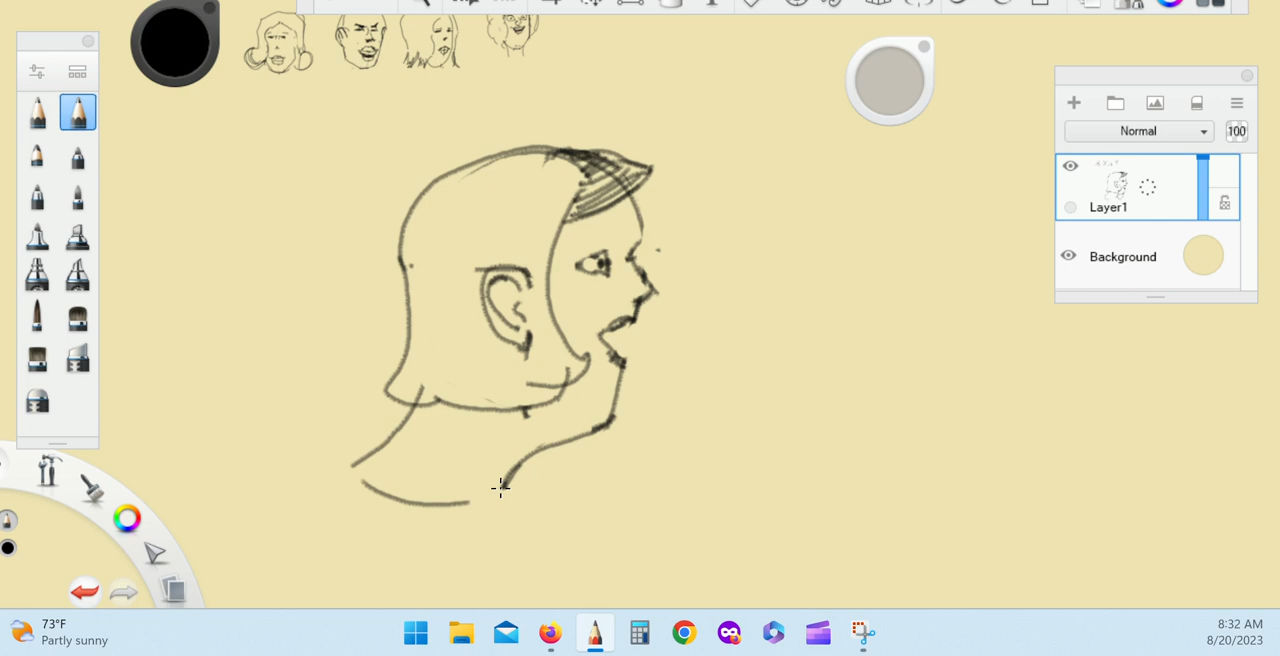 Normal
100
Layer1
Background
73°F
Partly sunny
8:32 AM
8/20/2023